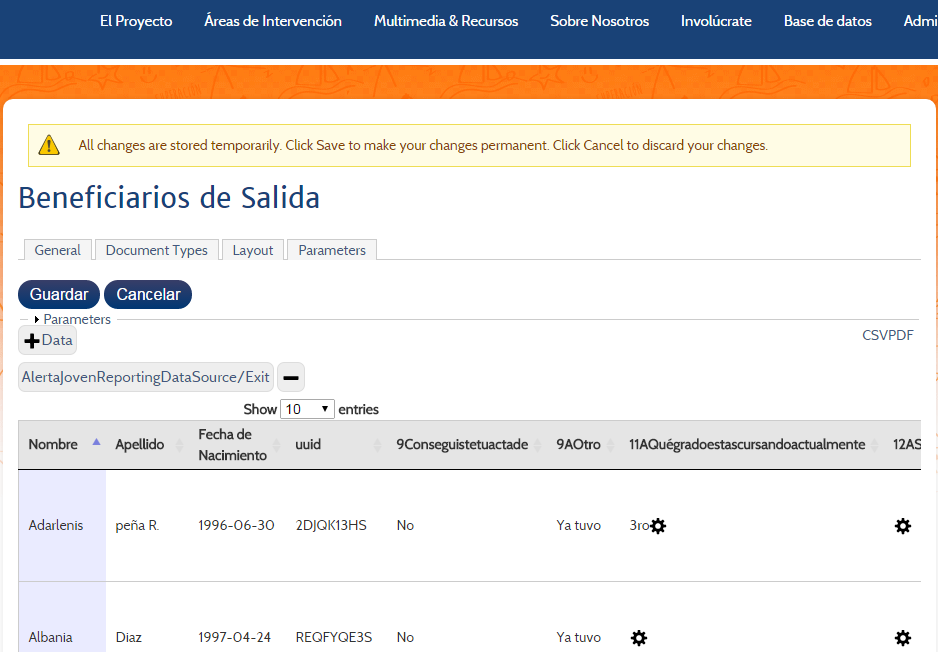 El Proyecto Áreas de Intervención Multimedia & Recursos Sobre Nosotros Involúcrate Base de datos Admi
All changes are stored temporarily. Click Save to make your changes permanent. Click Cancel to discard your changes.
Beneficiarios de Salida
General Document Types Layout Parameters
Guardar Cancelar
Parameters
Data CSVPDF
AlertaJovenReportingDataSource/Exit
Show 10 entries
Nombre Apellido Fecha de Nacimiento uuid 9Conseguistetuactade 9AOtro 11AQuégradoestascursandoactualmente 12AS
Adarlenis peña R. 1996-06-30 2DJQK13HS No Ya tuvo 3ro
Albania Diaz 1997-04-24 REQFYQE3S No Ya tuvo